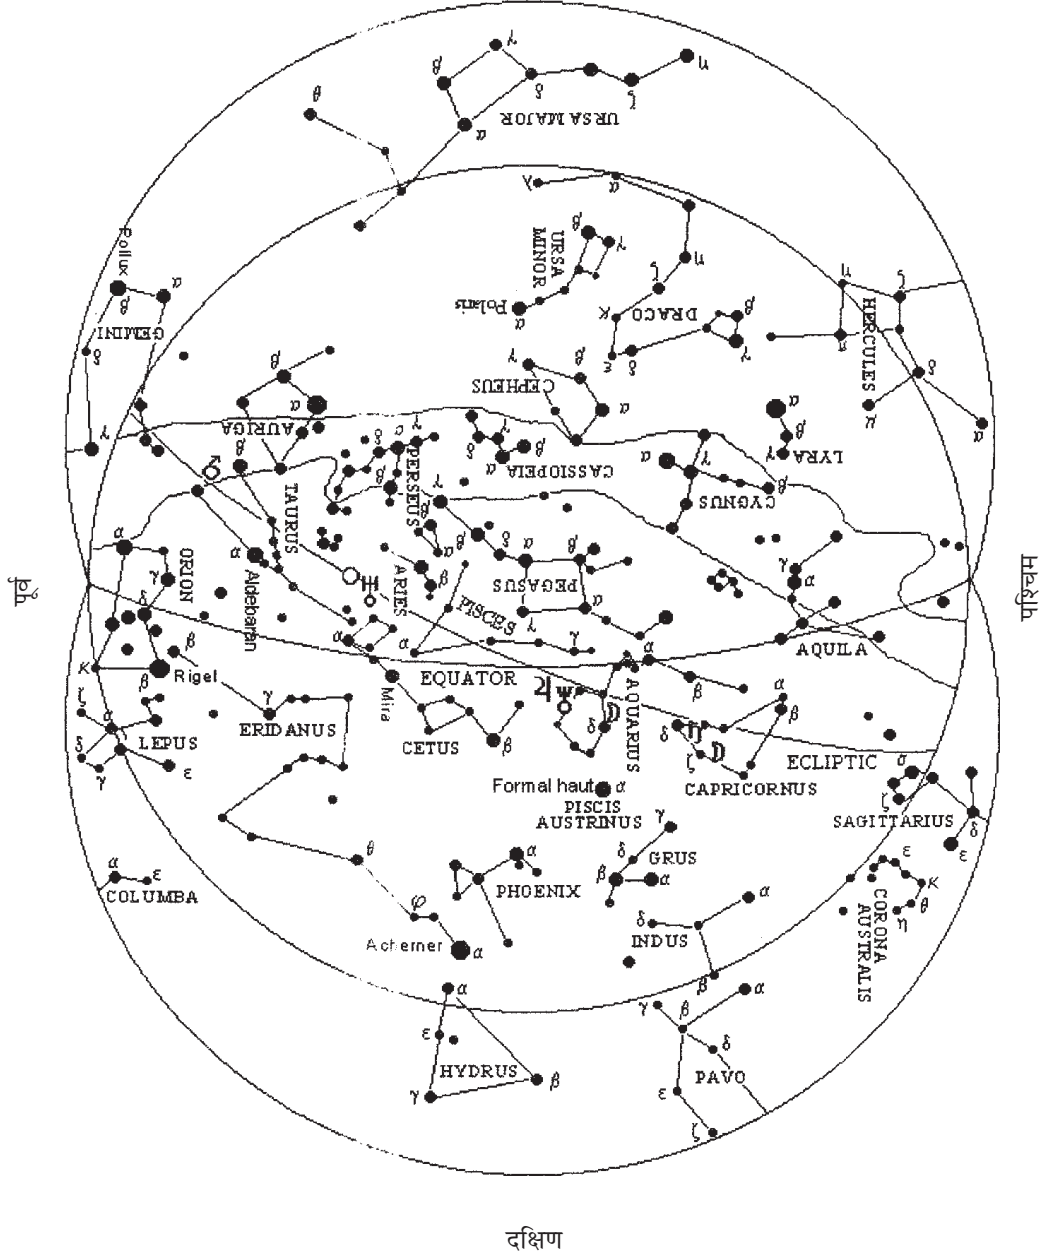 γ
β
η
δ
ζ
URSA MAJOR
θ
α
λ
α
Pollux
β
γ
URSA
MINOR
η
ζ
η
ζ
α
β
GEMINI
Polaris
α
κ
DRACO
β
HERCULES
π
δ
ε
δ
γ
γ
β
CEPHEUS
δ
β
α
α
β
μ
α
AURIGA
γ
α
γ
δ
γ
β
LYRA
♂
β
PERSEUS
δ
β
CASSIOPEIA
α
γ
β
CYGNUS
TAURUS
β
γ
α
ORION
α
Aldebaran
β
α
β
δ
α
β
γ
पूर्व
γ
ARIES
β
PEGASUS
α
पश्चिम
δ
♅
PISCES
γ
α
β
α
α
γ
α
AQUILA
κ
β
Rigel
Mira
EQUATOR
β
AQUARIUS
α
ζ
γ
♃
♆
β
α
ERIDANUS
δ
δ
LEPUS
CETUS
β
ζ
ECLIPTIC
δ
γ
ε
Formal haut
α
CAPRICORNUS
σ
PISCIS
AUSTRINUS
γ
ζ
SAGITTARIUS
δ
θ
α
δ
GRUS
ε
ε
α
ε
PHOENIX
β
α
κ
COLUMBA
α
θ
φ
η
CORONA
AUSTRALIS
δ
INDUS
Acherner
α
β
α
γ
β
α
ε
δ
HYDRUS
β
PAVO
γ
ε
ζ
दक्षिण